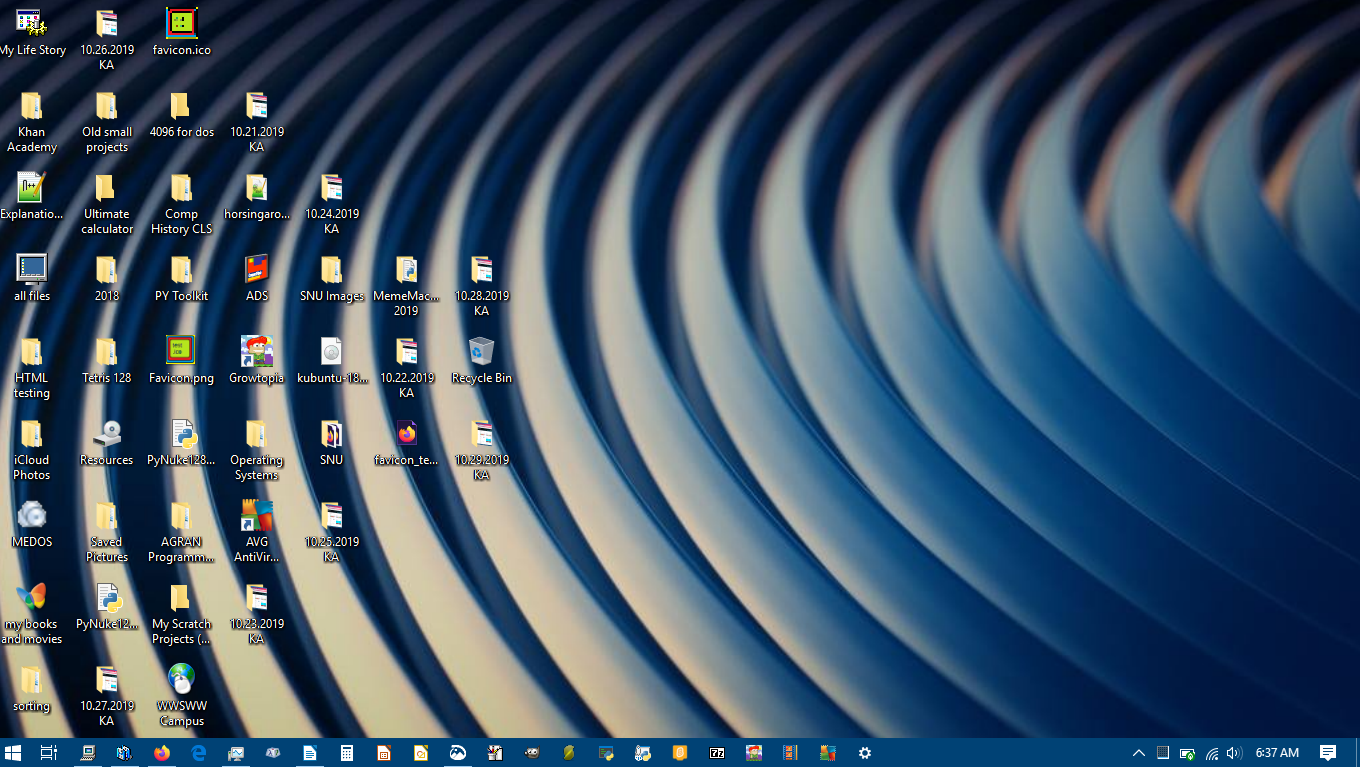 My Life Story
10.26.2019
KA
favicon.ico
Khan
Academy
Old small
projects
4096 for dos
10.21.2019
KA
Explanatio...
Ultimate
calculator
Comp
History CLS
horsingaro...
10.24.2019
KA
all files
2018
PY Toolkit
ADS
SNU Images
MemeMac...
2019
10.28.2019
KA
HTML
testing
Tetris 128
Favicon.png
Growtopia
kubuntu-18...
10.22.2019
KA
Recycle Bin
iCloud
Photos
Resources
PyNuke128...
Operating
Systems
SNU
favicon_te...
10.29.2019
KA
MEDOS
Saved
Pictures
AGRAN
Programm...
AVG
AntiVir...
10.25.2019
KA
my books
and movies
PyNuke12...
My Scratch
Projects (...
10.23.2019
KA
sorting
10.27.2019
KA
WWSWW
Campus
6:37 AM